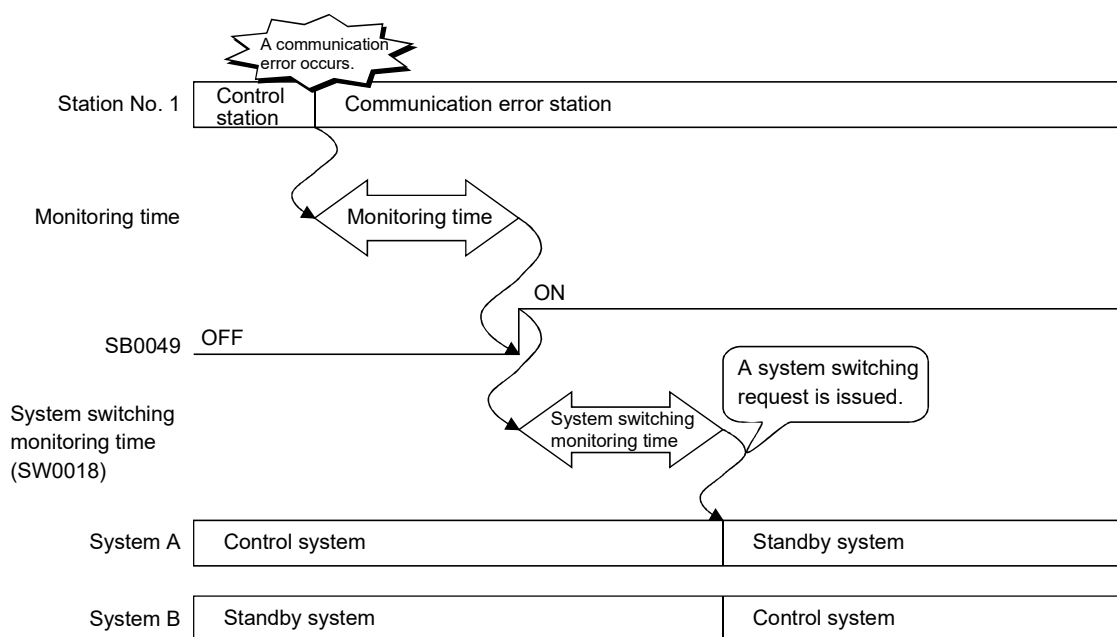 A communication
error occurs.
Station No. 1
Control
station
Communication error station
Monitoring time
Monitoring time
ON
SB0049
OFF
A system switching
request is issued.
System switching
monitoring time
(SW0018)
System switching
monitoring time
System A
Control system
Standby system
System B
Standby system
Control system